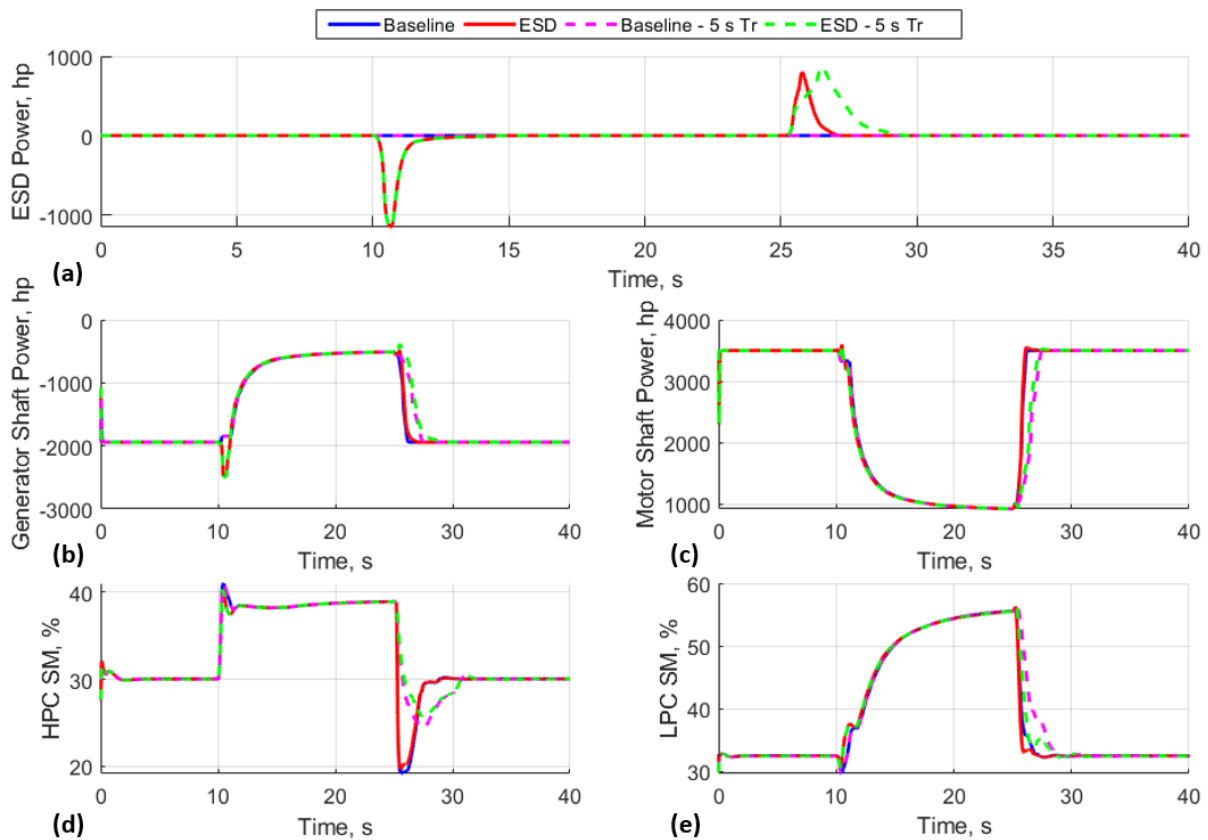 Baseline ESD Baseline - 5 s Tr ESD - 5 s Tr
ESD Power, hp
1000
0
-1000
0 5 10 15 20 25 30 35 40
(a) Time, s
Generator Shaft Power, hp
0
-1000
-2000
-3000
0 10 20 30 40
(b) Time, s
Motor Shaft Power, hp
4000
3000
2000
1000
0 10 20 30 40
(c) Time, s
HPC SM, %
40
30
20
0 10 20 30 40
(d) Time, s
LPC SM, %
60
50
40
30
0 10 20 30 40
(e) Time, s